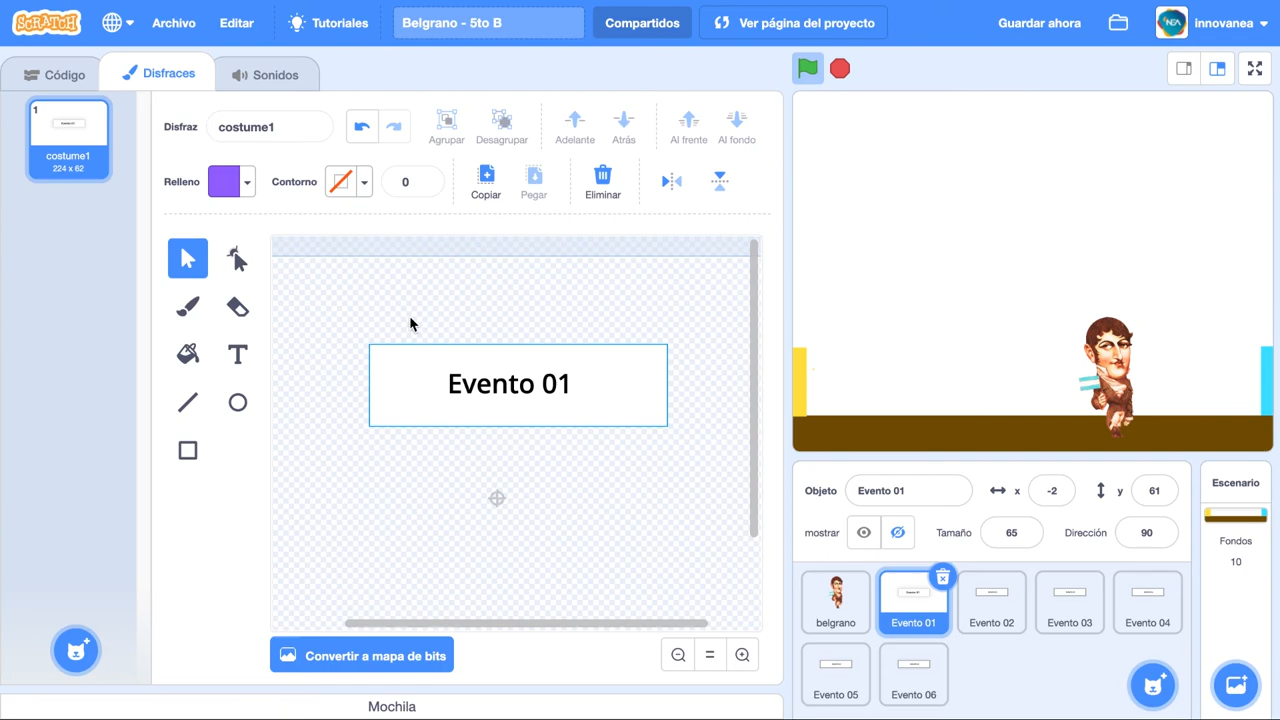 SCRATCH
Archivo
Editar
Tutoriales
Belgrano - 5to B
Compartidos
Ver página del proyecto
Guardar ahora
innovanea
Código
Disfraces
Sonidos
1
costume1
224 x 62
Disfraz
costume1
Agrupar
Desagrupar
Adelante
Atrás
Al frente
Al fondo
Relleno
Contorno
0
Copiar
Pegar
Eliminar
Evento 01
Convertir a mapa de bits
Mochila
Objeto
Evento 01
x
-2
y
61
mostrar
Tamaño
65
Dirección
90
belgrano
Evento 01
Evento 02
Evento 03
Evento 04
Evento 05
Evento 06
Escenario
Fondos
10